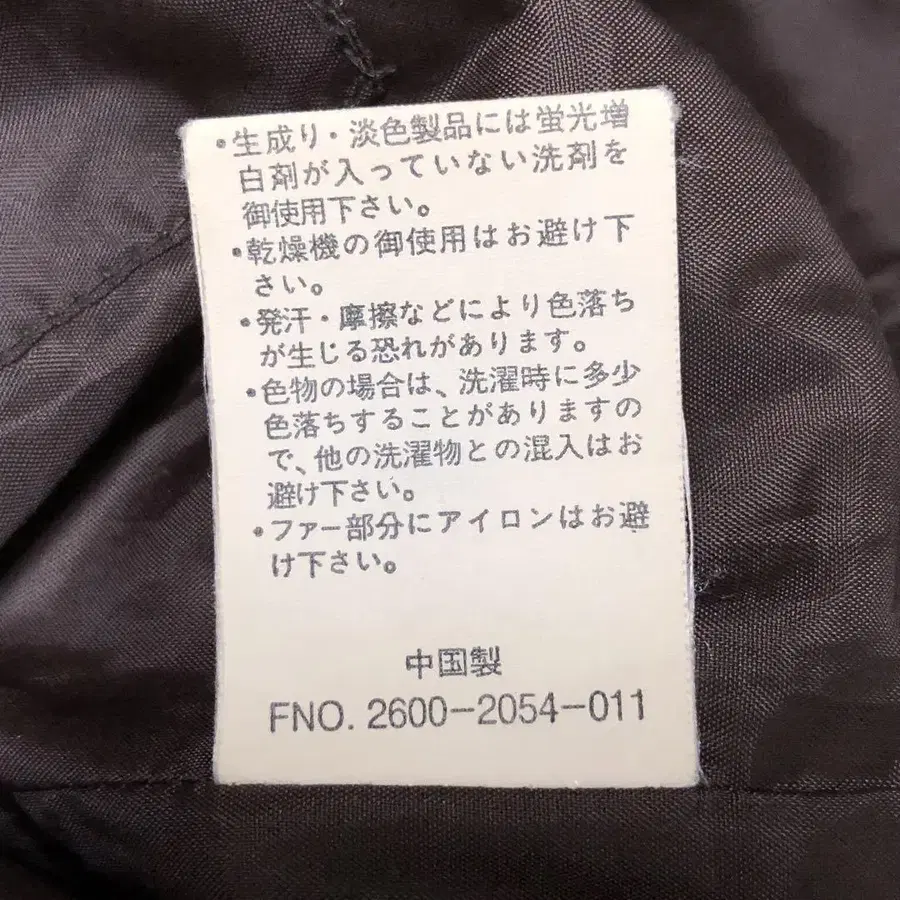 ・生成り・淡色製品には蛍光増
白剤が入っていない洗剤を
御使用下さい。
・乾燥機の御使用はお避け下
さい。
・発汗・摩擦などにより色落ち
が生じる恐れがあります。
・色物の場合は、洗濯時に多少
色落ちすることがありますの
で、他の洗濯物との混入はお
避け下さい。
・ファー部分にアイロンはお避
け下さい。
中国製
FNO. 2600-2054-011